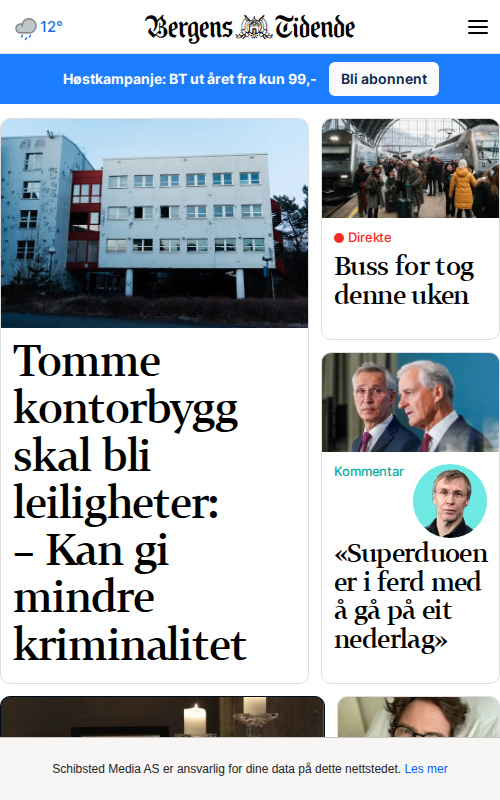 12°
Bergens Tidende
Høstkampanje: BT ut året fra kun 99,-
Bli abonnent
Tomme
kontorbygg
skal bli
leiligheter:
– Kan gi
mindre
kriminalitet
Direkte
Buss for tog
denne uken
Kommentar
«Superduoen
er i ferd med
å gå på eit
nederlag»
Schibsted Media AS er ansvarlig for dine data på dette nettstedet. Les mer